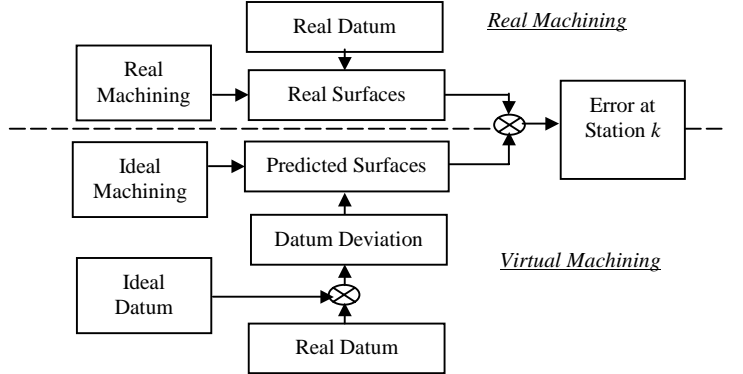 Real Datum
Real Machining
Real
Machining
Real Surfaces
Error at
Station k
Ideal
Machining
Predicted Surfaces
Datum Deviation
Virtual Machining
Ideal
Datum
Real Datum